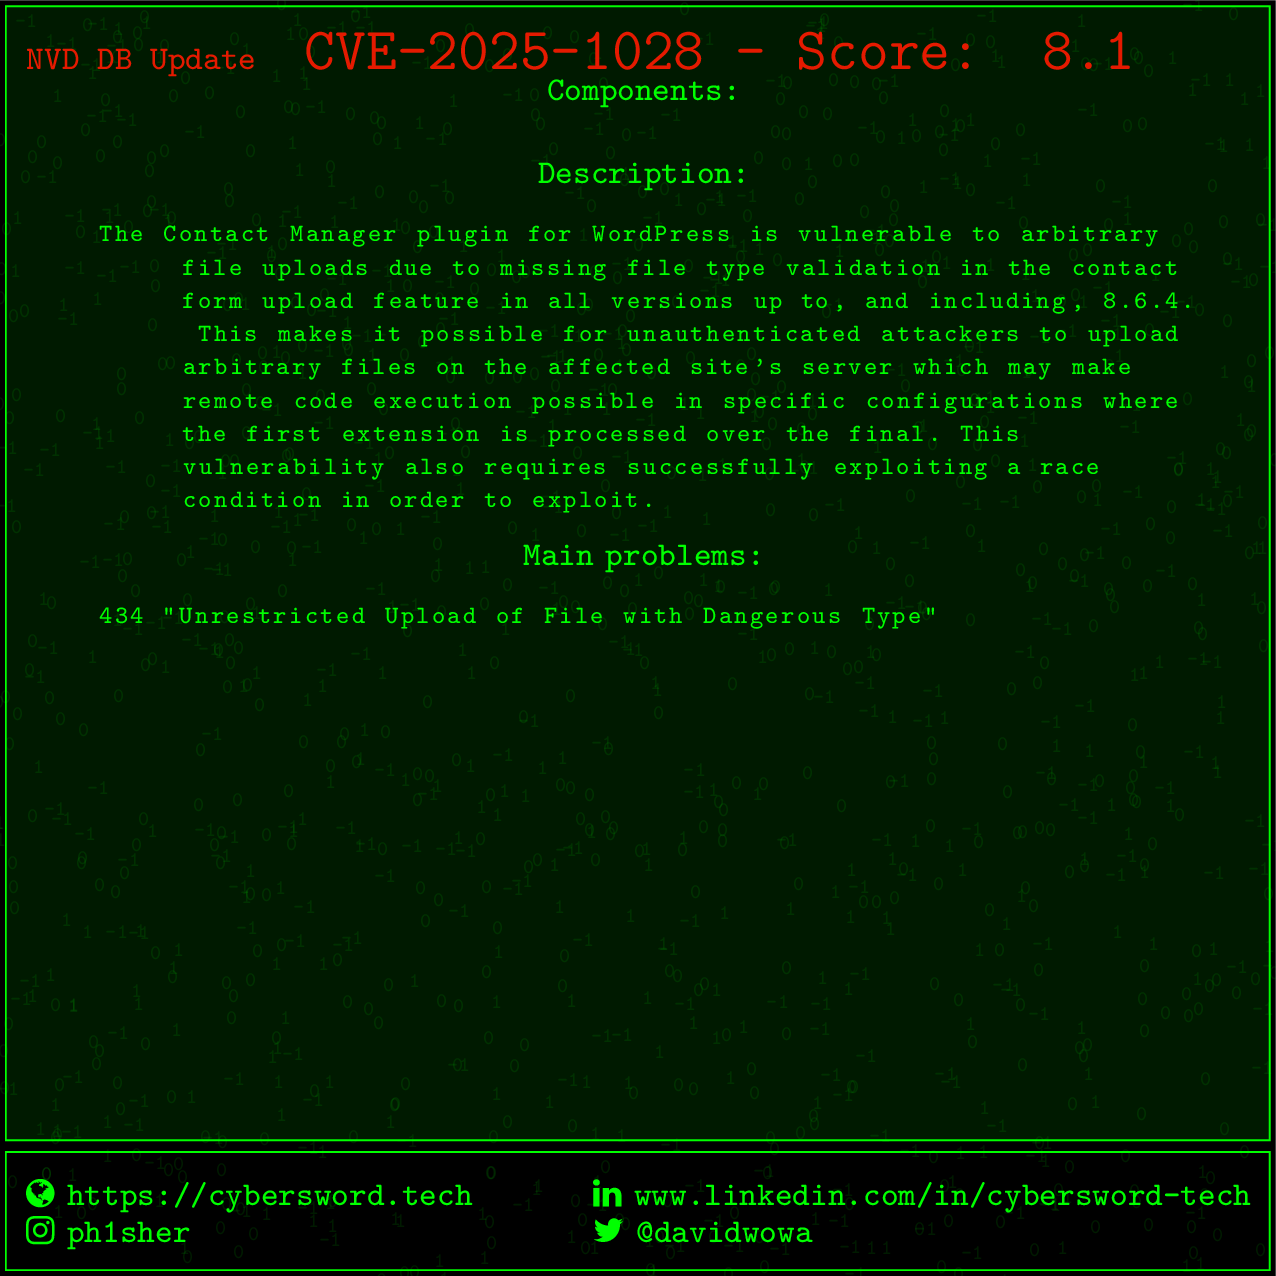 NVD DB Update CVE-2025-1028 - Score: 8.1
Components:
Description:
The Contact Manager plugin for WordPress is vulnerable to arbitrary
file uploads due to missing file type validation in the contact
form upload feature in all versions up to, and including, 8.6.4.
This makes it possible for unauthenticated attackers to upload
arbitrary files on the affected site's server which may make
remote code execution possible in specific configurations where
the first extension is processed over the final. This
vulnerability also requires successfully exploiting a race
condition in order to exploit.
Main problems:
434 "Unrestricted Upload of File with Dangerous Type"
https://cybersword.tech www.linkedin.com/in/cybersword-tech
ph1sher @davidwowa